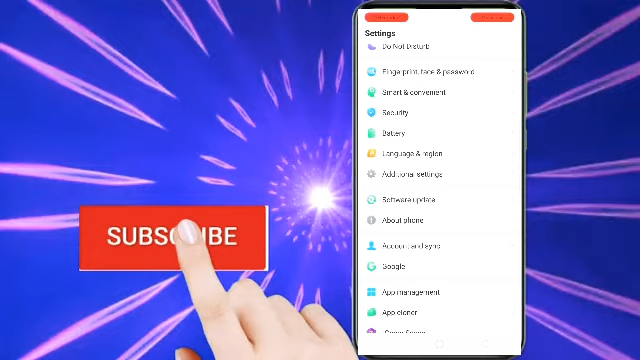 Settings
Do Not Disturb
Fingerprint, face & password
Smart & convenient
Security
Battery
Language & region
Additional settings
Software update
About phone
Account and sync
Google
App management
App cloner
SUBSCRIBE